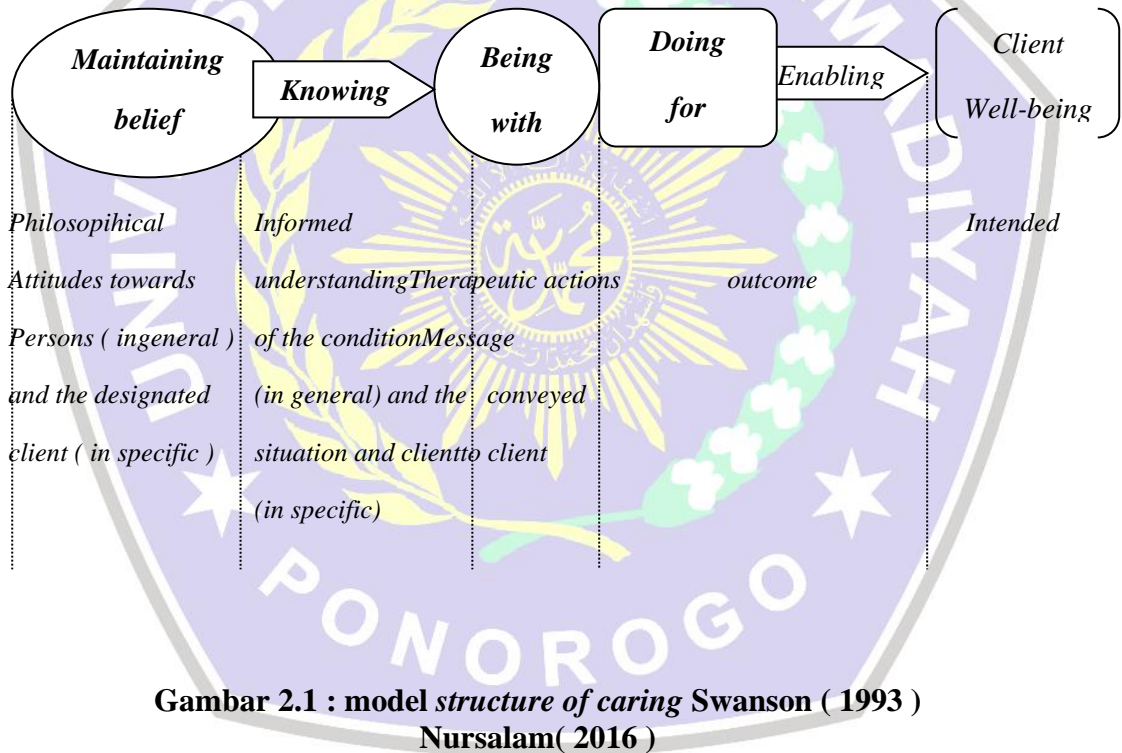 Maintaining
belief
Knowing
Being
with
Doing
for
Enabling
Client
Well-being
Philosopihical Informed Intended
Attitudes towards understandingTherapeutic actions outcome
Persons ( ingeneral ) of the conditionMessage
and the designated (in general) and the conveyed
client ( in specific ) situation and clientto client
(in specific)
PONOROGO
Gambar 2.1 : model structure of caring Swanson ( 1993 )
Nursalam( 2016 )